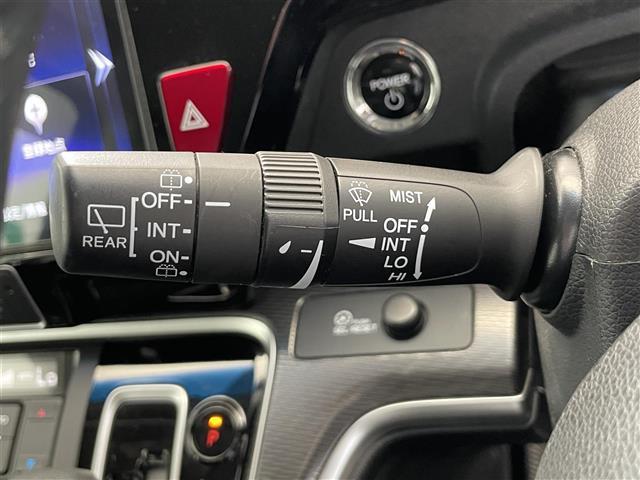 POWER
OFF
INT
ON
REAR
PULL
MIST
OFF
INT
LO
HI
P